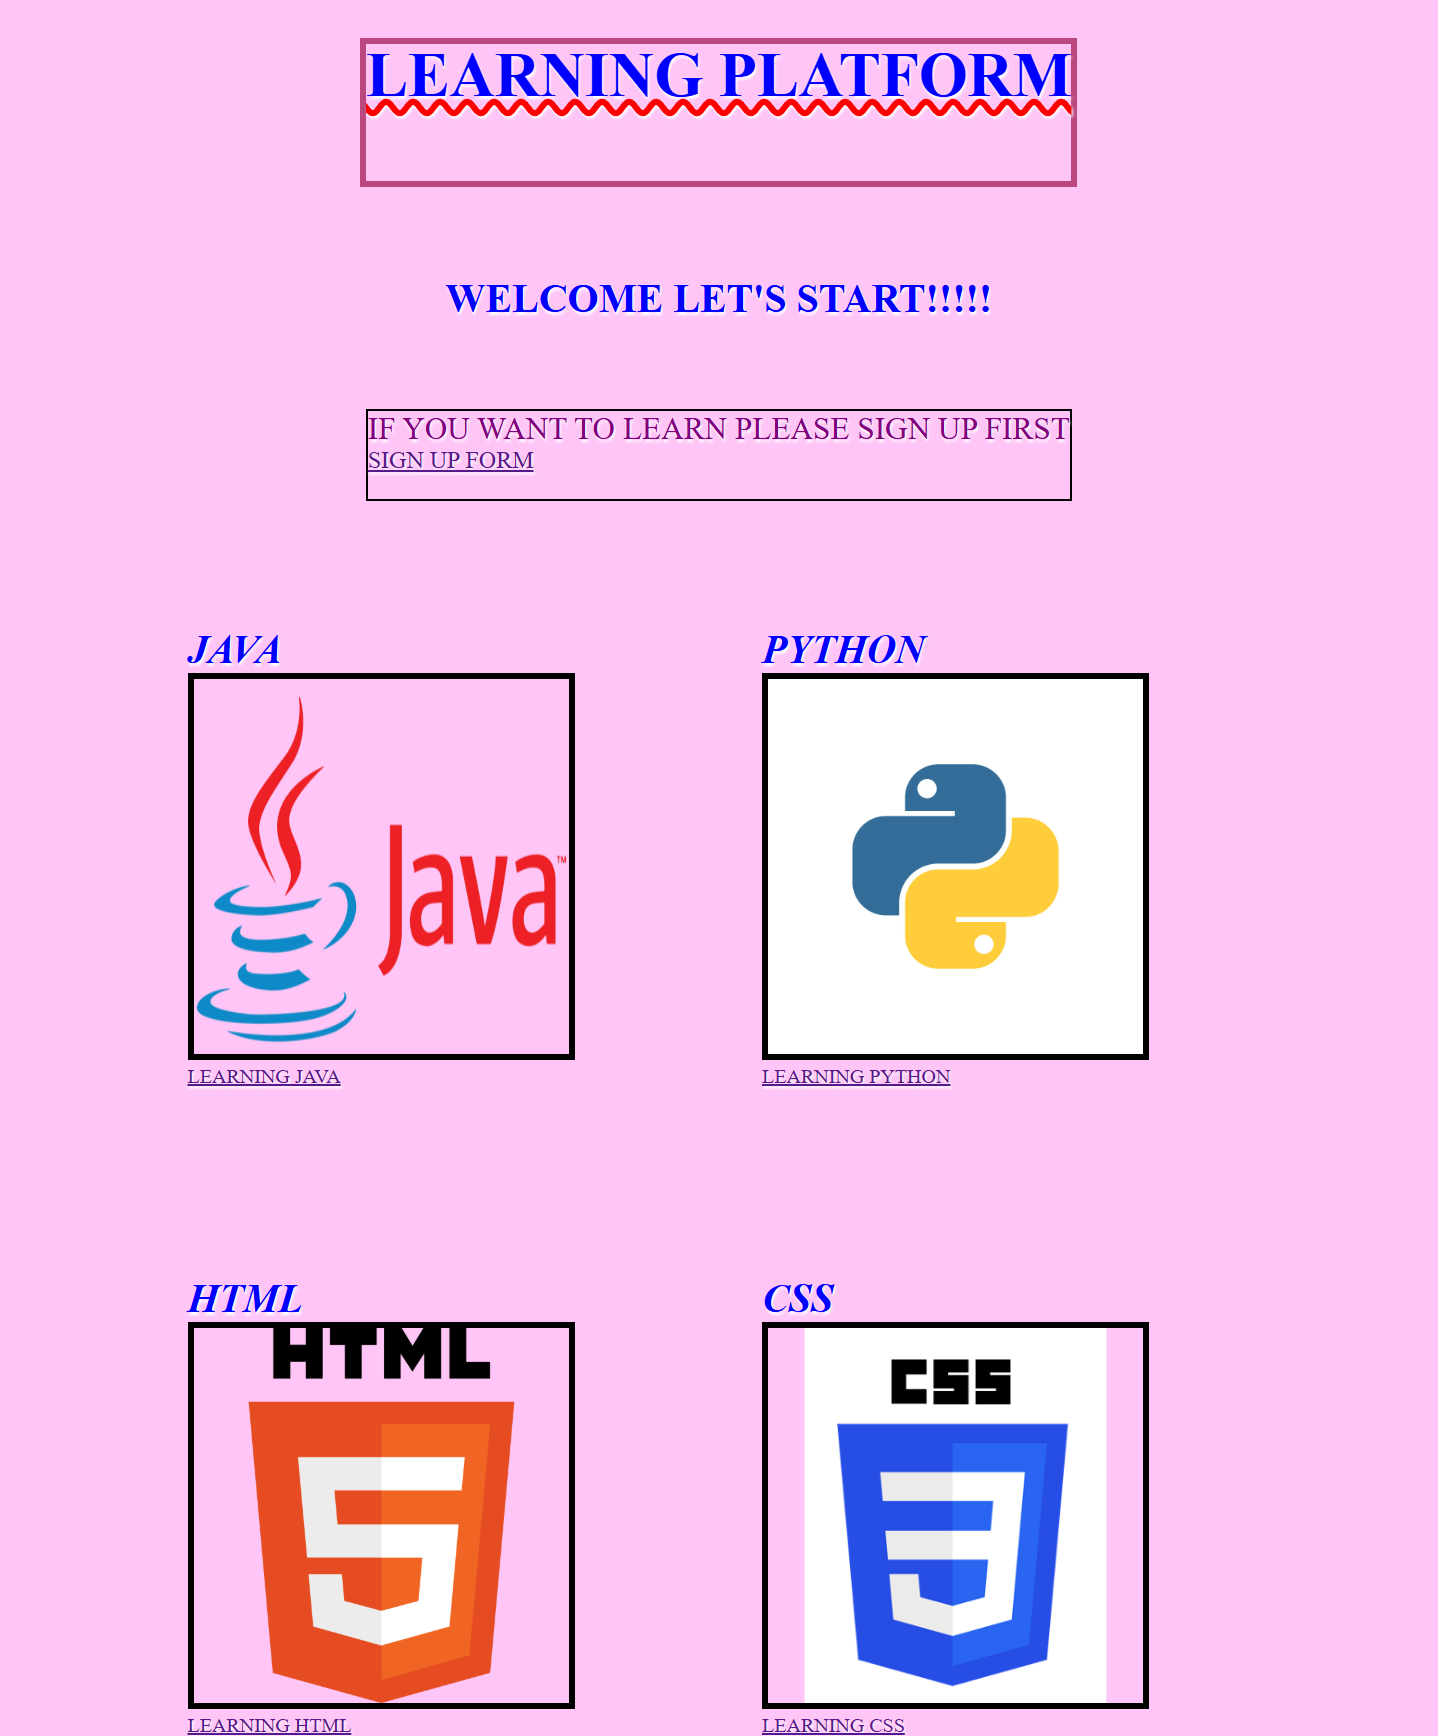 LEARNING PLATFORM
WELCOME LET'S START!!!!!
IF YOU WANT TO LEARN PLEASE SIGN UP FIRST
SIGN UP FORM
JAVA
Java™
LEARNING JAVA
PYTHON
LEARNING PYTHON
HTML
HTML
5
LEARNING HTML
CSS
CSS
3
LEARNING CSS